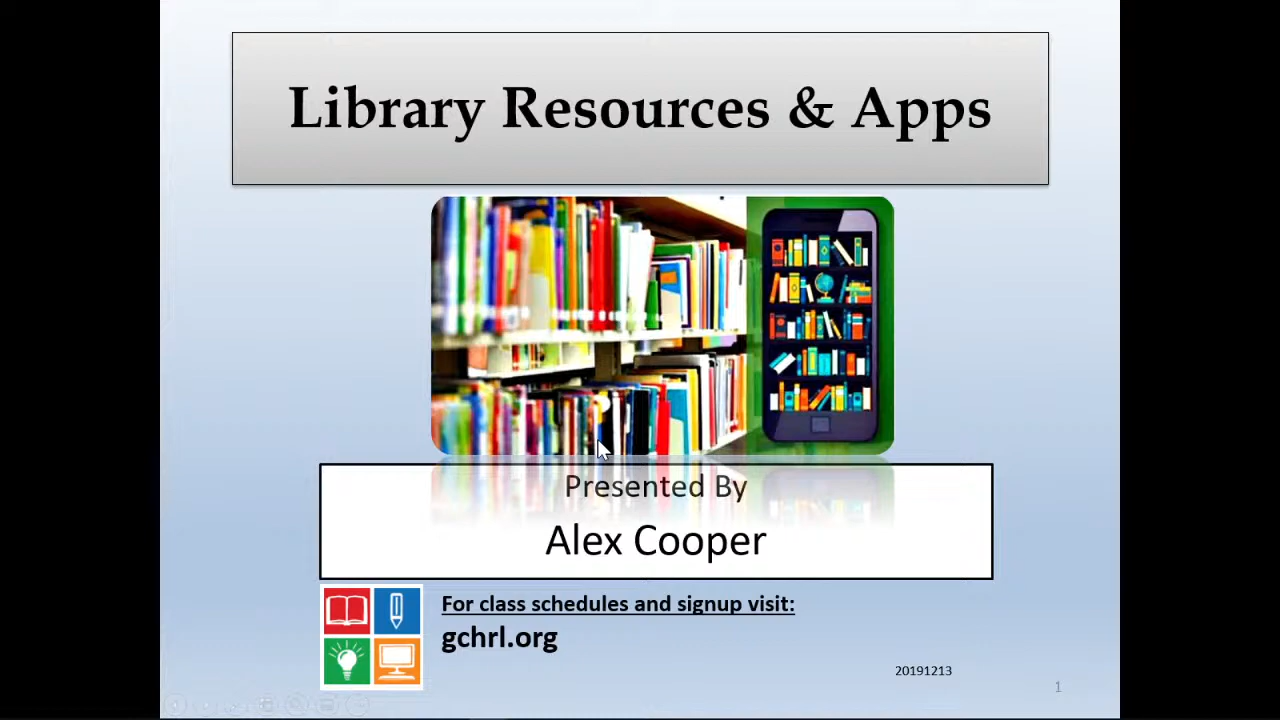 Library Resources & Apps
Presented By
Alex Cooper
For class schedules and signup visit:
gchrl.org
20191213
1